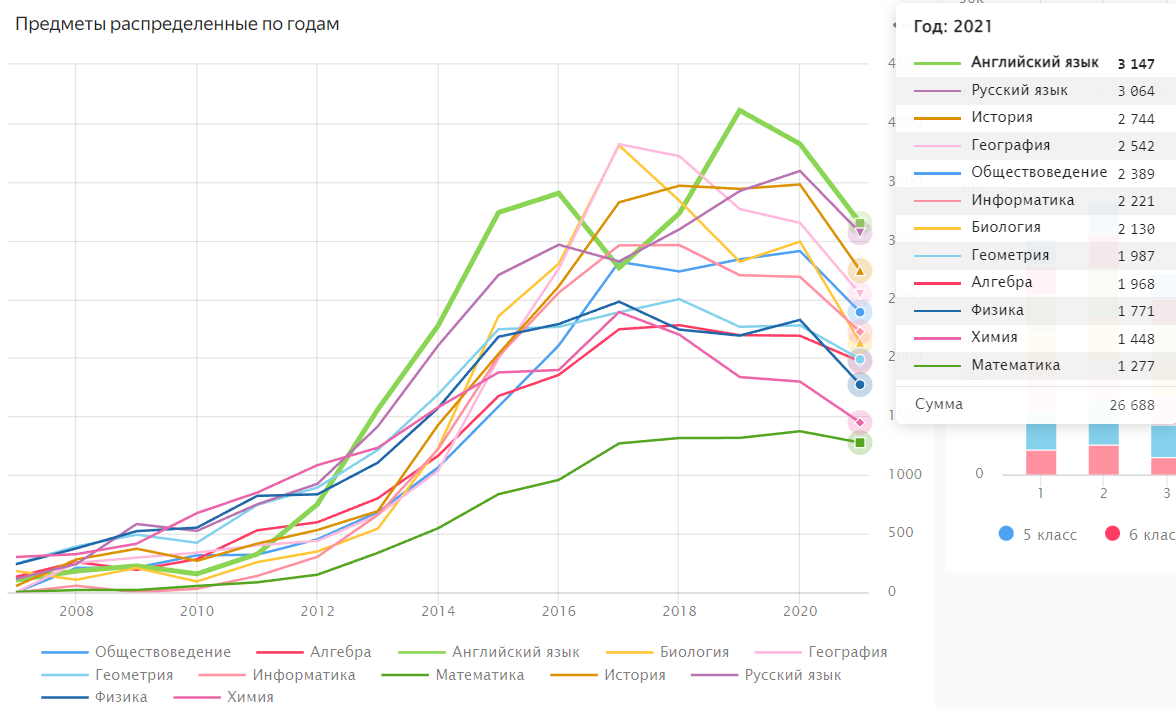 Предметы распределенные по годам
Год: 2021
Английский язык 3 147
Русский язык 3 064
История 2 744
География 2 542
Обществоведение 2 389
Информатика 2 221
Биология 2 130
Геометрия 1 987
Алгебра 1 968
Физика 1 771
Химия 1 448
Математика 1 277
Сумма 26 688
1000
500
0
2008 2010 2012 2014 2016 2018 2020
Обществоведение Алгебра Английский язык Биология География
Геометрия Информатика Математика История Русский язык
Физика Химия
0
1 2 3
5 класс 6 клас